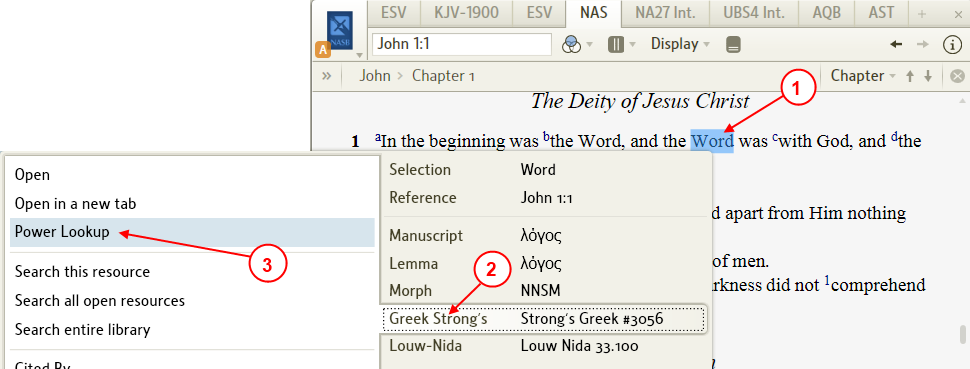 ESV KJV-1900 ESV NAS NA27 Int. UBS4 Int. AQB AST
NASB
A
John 1:1 Display
» John > Chapter 1 Chapter
1
The Deity of Jesus Christ
1 aIn the beginning was bthe Word, and the Word was cwith God, and dthe
Open
Open in a new tab
Power Lookup
3
Search this resource
Search all open resources
Search entire library
Cited By
Selection Word
Reference John 1:1
Manuscript λόγος
Lemma λόγος
2
Morph NNSM
Greek Strong's Strong's Greek #3056
Louw-Nida Louw Nida 33.100
d apart from Him nothing
of men.
rkness did not 1comprehend